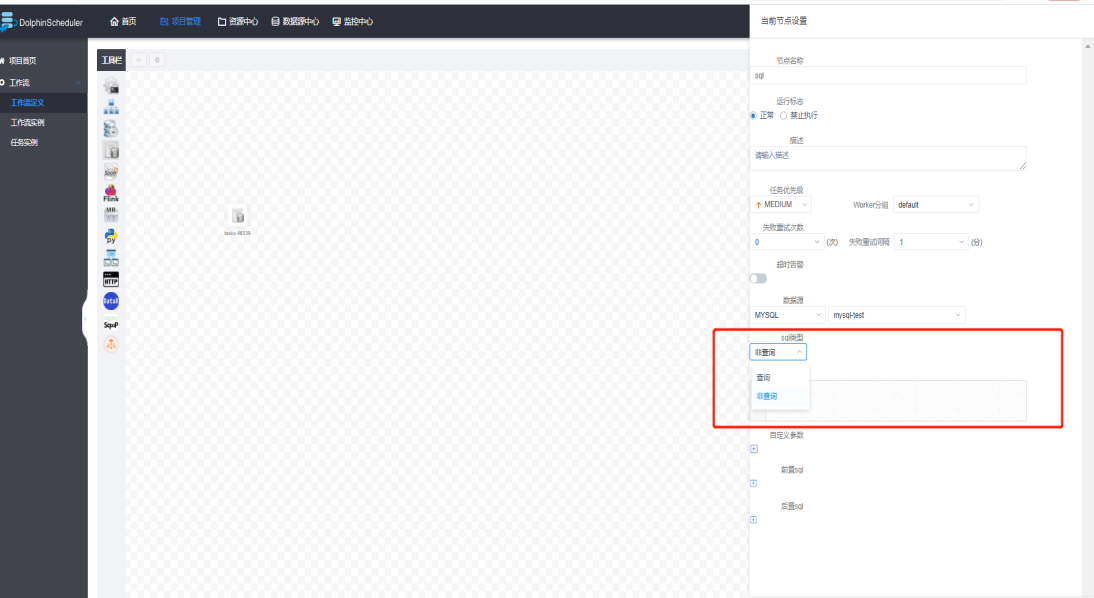 DolphinScheduler
首页
项目管理
资源中心
数据源中心
监控中心
当前节点设置
项目首页
工作流
工作流定义
工作流实例
任务实例
工具栏
Flink
MR
py
HTTP
DataX
Sqoop
节点名称
sql
运行标志
正常 禁止执行
描述
请输入描述
任务优先级
MEDIUM Worker分组 default
失败重试次数
0 (次) 失败重试间隔 1 (分)
超时告警
数据源
MYSQL mysql-test
sql类型
非查询
查询
非查询
自定义参数
前置sql
后置sql